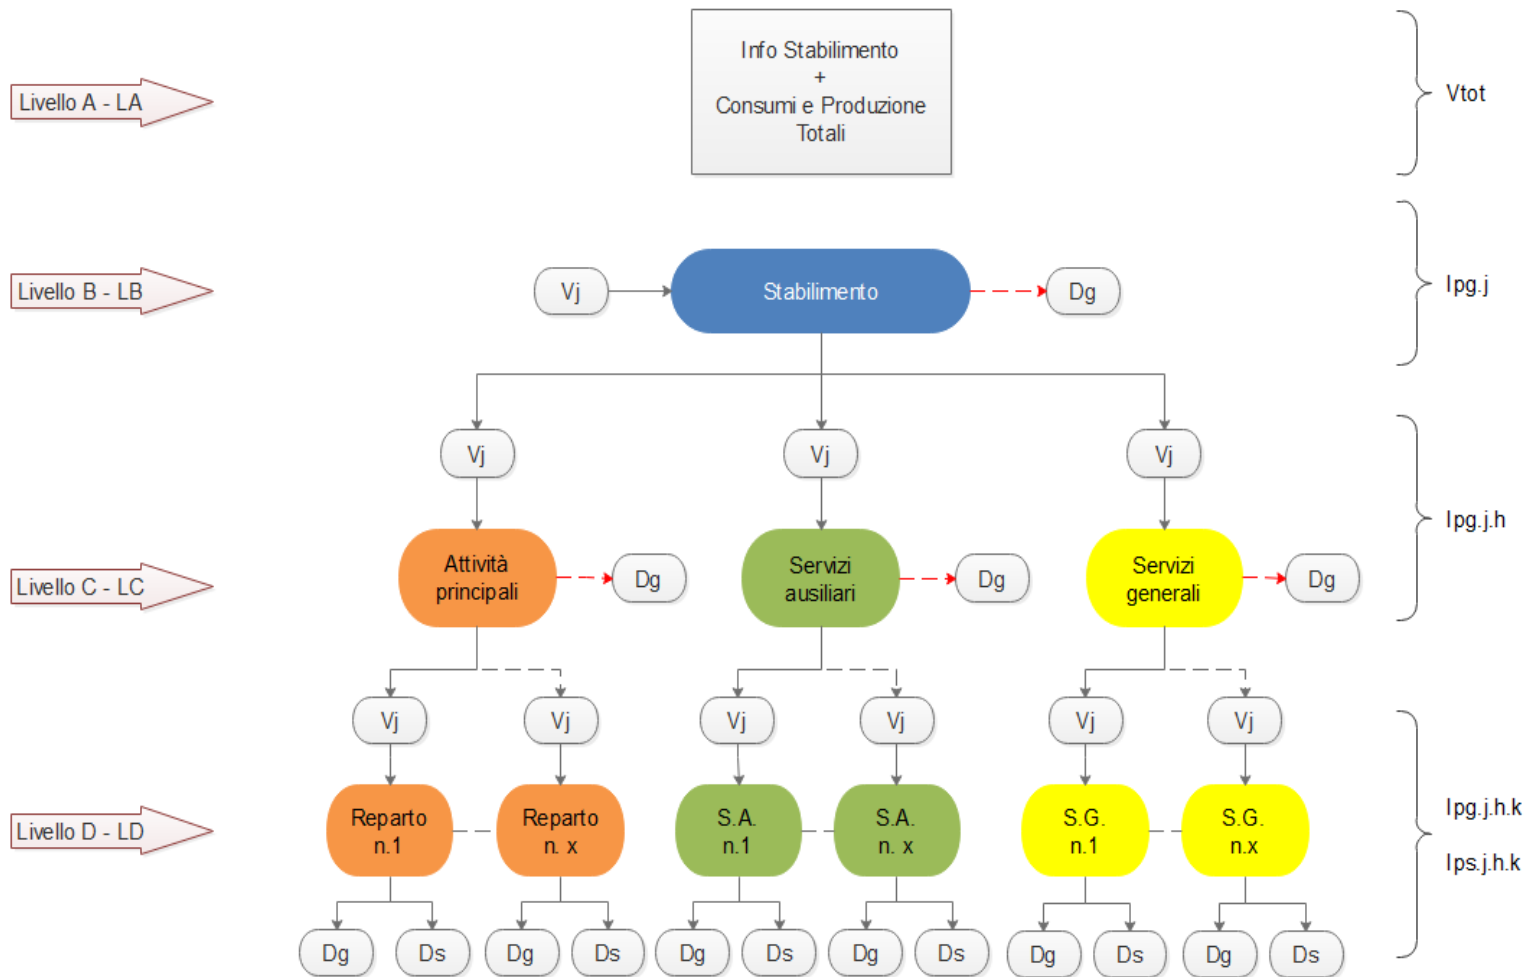 Info Stabilimento
+
Consumi e Produzione
Totali
Livello A - LA
Vtot
Livello B - LB
Vj
Stabilimento
Dg
Ipg.j
Vj
Vj
Vj
Ipg.j.h
Livello C - LC
Attività
principali
Dg
Servizi
ausiliari
Dg
Servizi
generali
Dg
Vj
Vj
Vj
Vj
Vj
Vj
Livello D - LD
Reparto
n.1
Reparto
n. x
S.A.
n.1
S.A.
n. x
S.G.
n.1
S.G.
n.x
Ipg.j.h.k
Ips.j.h.k
Dg
Ds
Dg
Ds
Dg
Ds
Dg
Ds
Dg
Ds
Dg
Ds